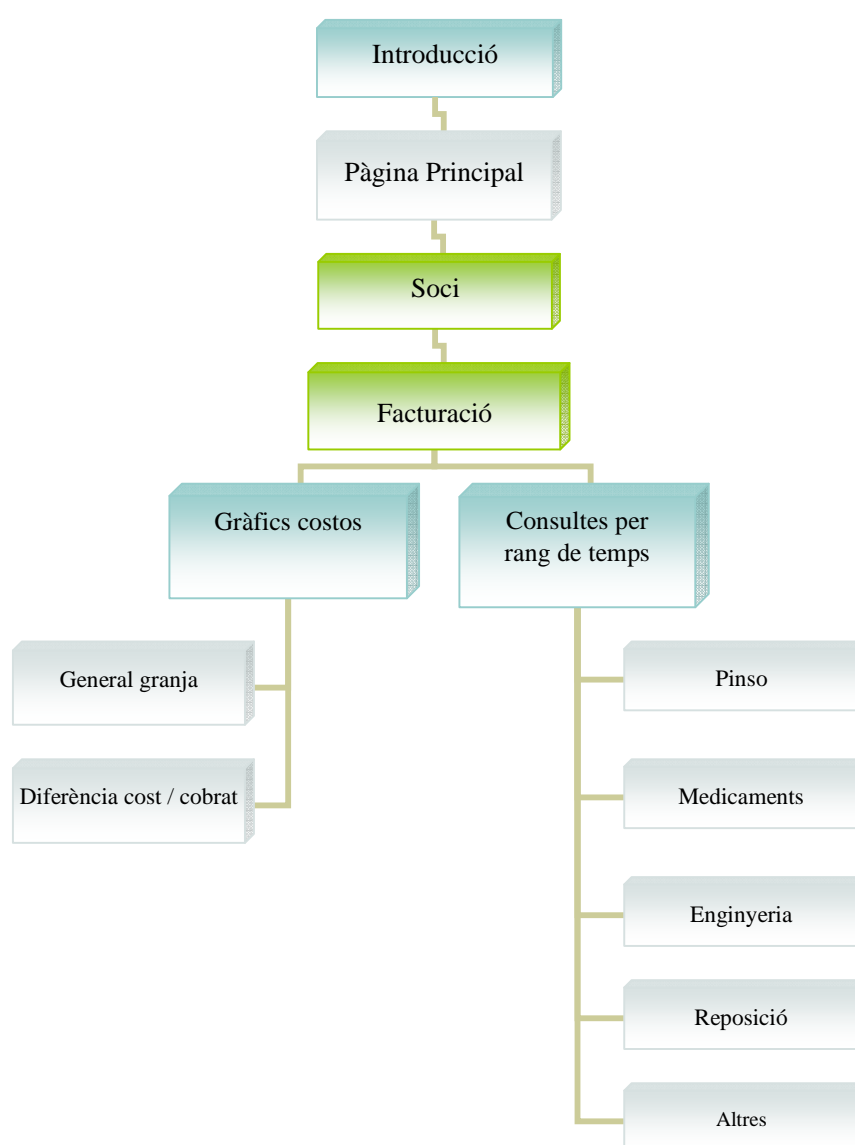 Introducció
Pàgina Principal
Soci
Facturació
Gràfics costos
Consultes per
rang de temps
General granja
Diferència cost / cobrat
Pinso
Medicaments
Enginyeria
Reposició
Altres